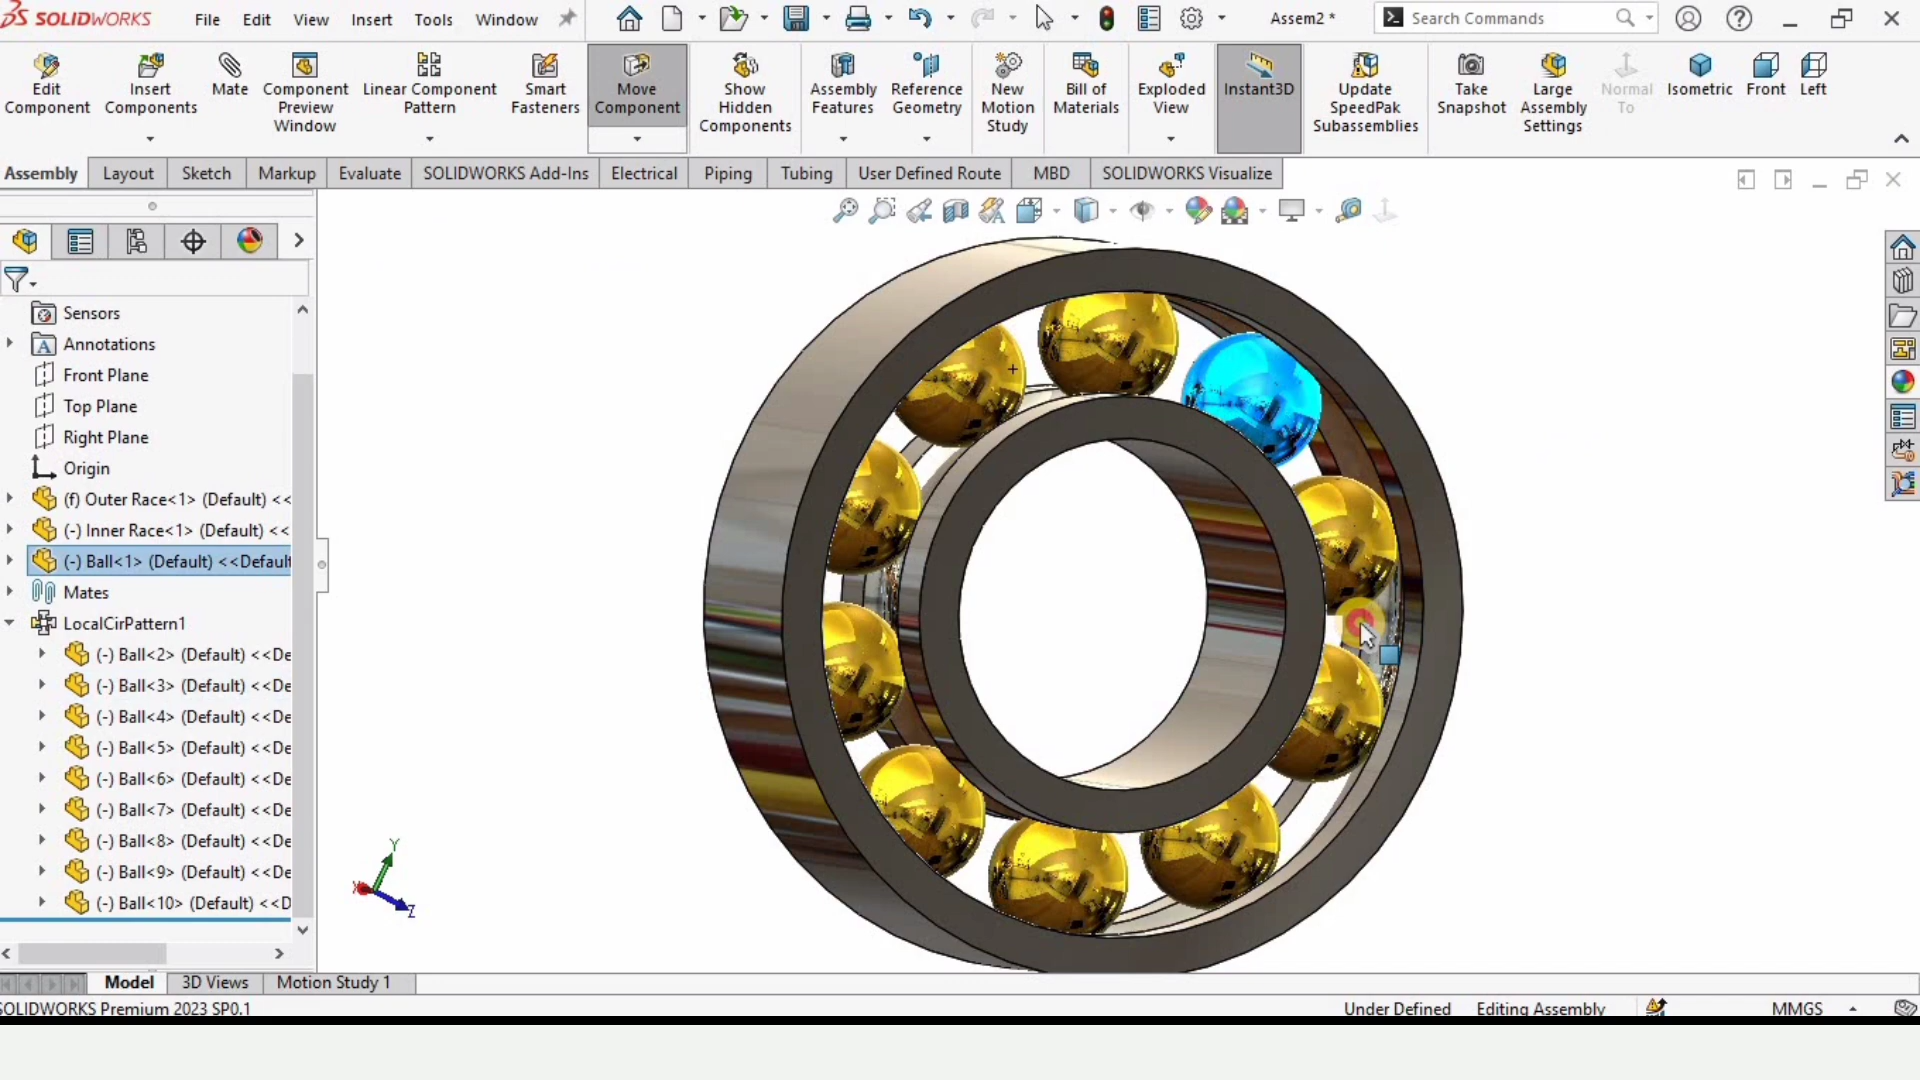 SOLIDWORKS File Edit View Insert Tools Window Assem2 * Search Commands
Edit Component
Insert Components
Mate
Component Preview Window
Linear Component Pattern
Smart Fasteners
Move Component
Show Hidden Components
Assembly Features
Reference Geometry
New Motion Study
Bill of Materials
Exploded View
Instant3D
Update SpeedPak Subassemblies
Take Snapshot
Large Assembly Settings
Normal To
Isometric
Front
Left
Assembly Layout Sketch Markup Evaluate SOLIDWORKS Add-Ins Electrical Piping Tubing User Defined Route MBD SOLIDWORKS Visualize
Sensors
Annotations
Front Plane
Top Plane
Right Plane
Origin
(f) Outer Race<1> (Default) <<
(-) Inner Race<1> (Default) <<
(-) Ball<1> (Default) <<Default
Mates
LocalCirPattern1
(-) Ball<2> (Default) <<De
(-) Ball<3> (Default) <<De
(-) Ball<4> (Default) <<De
(-) Ball<5> (Default) <<De
(-) Ball<6> (Default) <<De
(-) Ball<7> (Default) <<De
(-) Ball<8> (Default) <<De
(-) Ball<9> (Default) <<De
(-) Ball<10> (Default) <<D
Y
X
Z
Model 3D Views Motion Study 1
SOLIDWORKS Premium 2023 SP0.1 Under Defined Editing Assembly MMGS